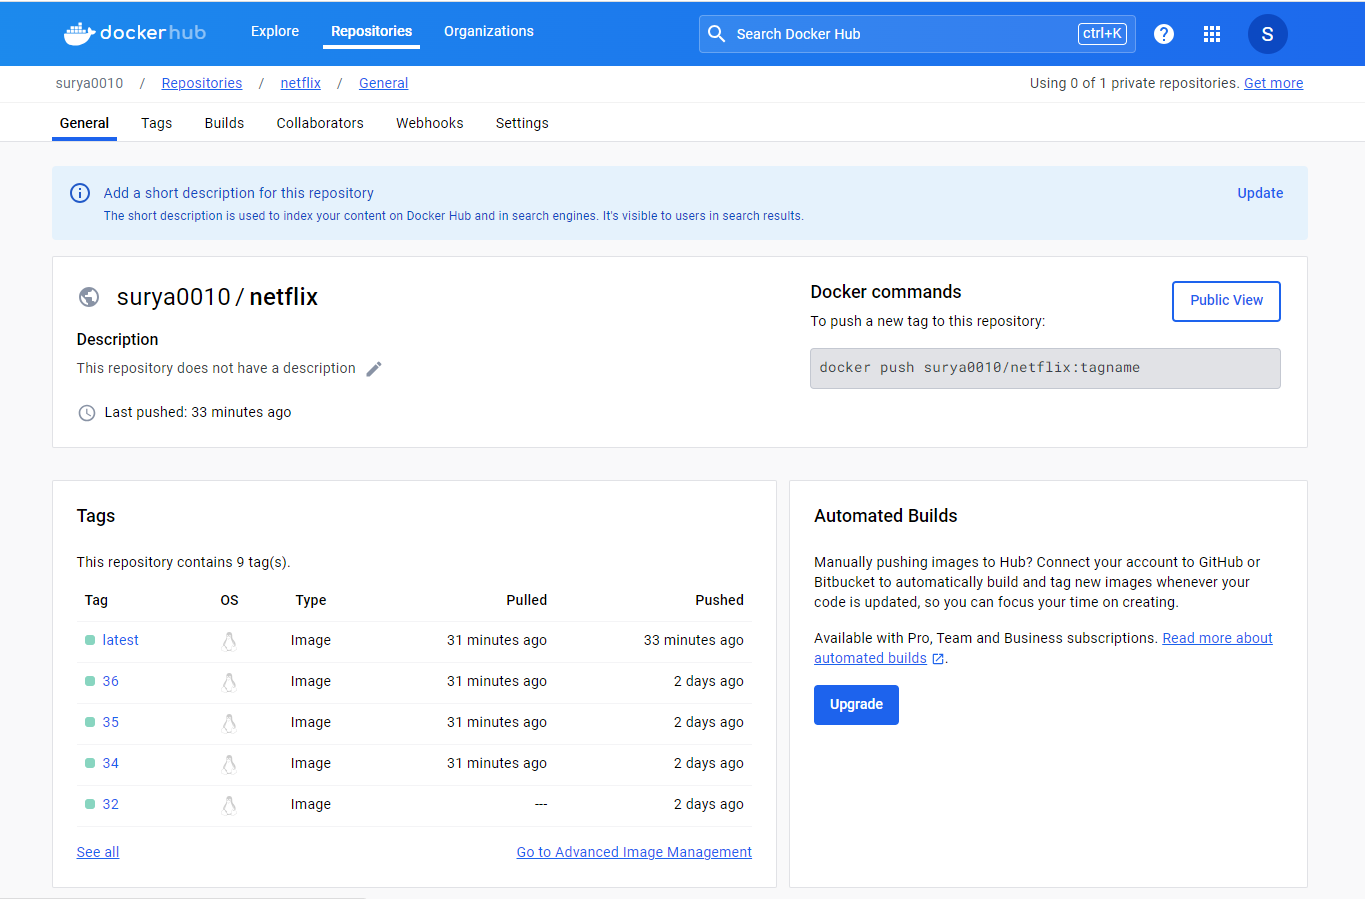 dockerhub Explore Repositories Organizations Search Docker Hub ctrl+K ? S
surya0010 / Repositories / netflix / General Using 0 of 1 private repositories. Get more
General Tags Builds Collaborators Webhooks Settings
Add a short description for this repository Update
The short description is used to index your content on Docker Hub and in search engines. It's visible to users in search results.
surya0010 / netflix
Description
This repository does not have a description
Last pushed: 33 minutes ago
Docker commands Public View
To push a new tag to this repository:
docker push surya0010/netflix:tagname
Tags
This repository contains 9 tag(s).
Tag OS Type Pulled Pushed
latest Image 31 minutes ago 33 minutes ago
36 Image 31 minutes ago 2 days ago
35 Image 31 minutes ago 2 days ago
34 Image 31 minutes ago 2 days ago
32 Image --- 2 days ago
See all Go to Advanced Image Management
Automated Builds
Manually pushing images to Hub? Connect your account to GitHub or
Bitbucket to automatically build and tag new images whenever your
code is updated, so you can focus your time on creating.
Available with Pro, Team and Business subscriptions. Read more about
automated builds .
Upgrade